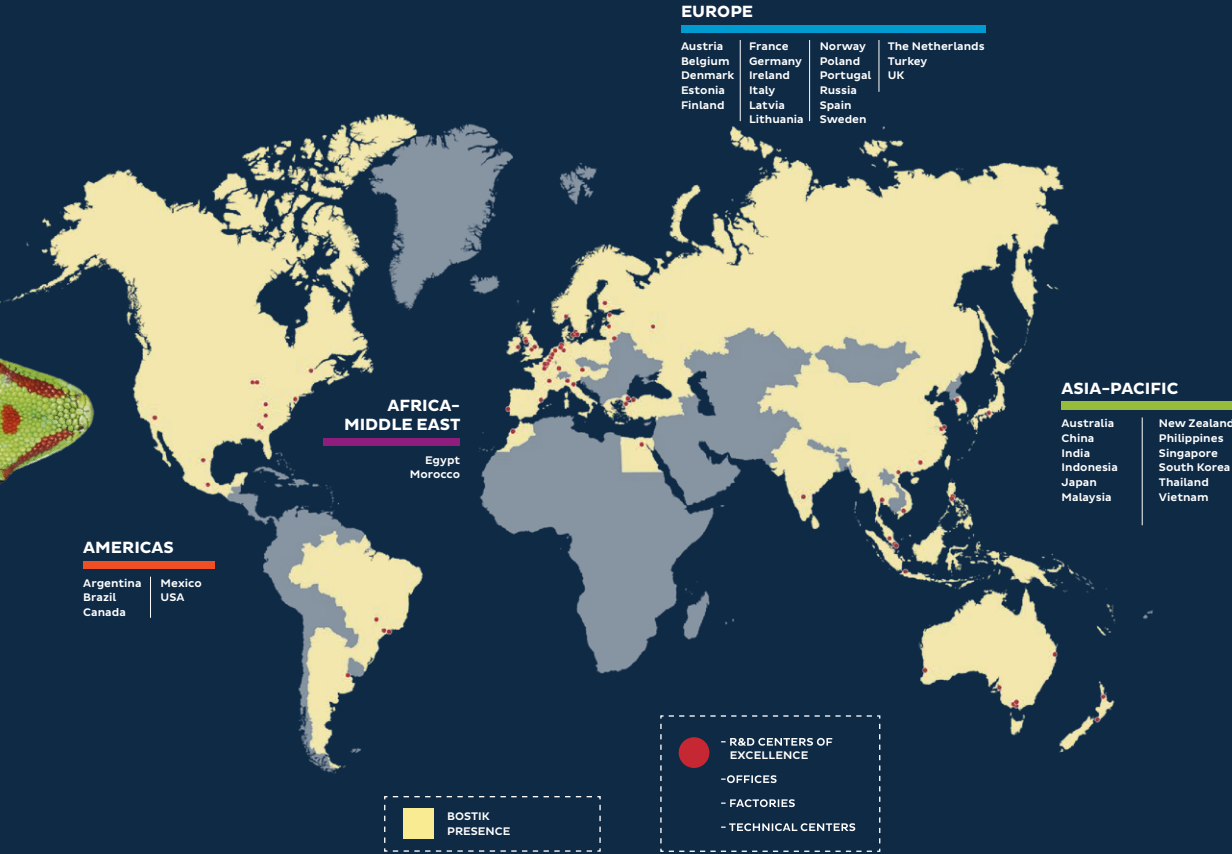 EUROPE
Austria
Belgium
Denmark
Estonia
Finland
France
Germany
Ireland
Italy
Latvia
Lithuania
Norway
Poland
Portugal
Russia
Spain
Sweden
The Netherlands
Turkey
UK
AFRICA–
MIDDLE EAST
Egypt
Morocco
ASIA–PACIFIC
Australia
China
India
Indonesia
Japan
Malaysia
New Zealand
Philippines
Singapore
South Korea
Thailand
Vietnam
AMERICAS
Argentina
Brazil
Canada
Mexico
USA
- R&D CENTERS OF
EXCELLENCE
-OFFICES
- FACTORIES
- TECHNICAL CENTERS
BOSTIK
PRESENCE